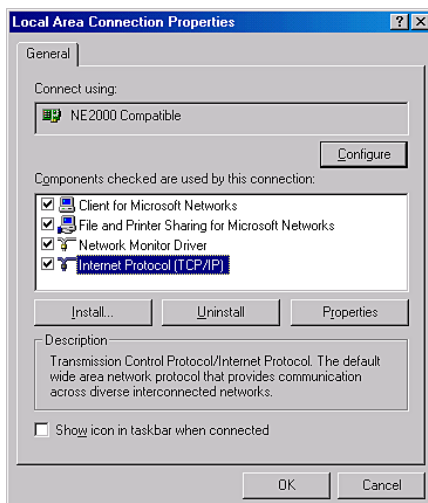 Local Area Connection Properties
General
Connect using:
NE2000 Compatible
Configure
Components checked are used by this connection:
Client for Microsoft Networks
File and Printer Sharing for Microsoft Networks
Network Monitor Driver
Internet Protocol (TCP/IP)
Install... Uninstall Properties
Description
Transmission Control Protocol/Internet Protocol. The default
wide area network protocol that provides communication
across diverse interconnected networks.
Show icon in taskbar when connected
OK Cancel